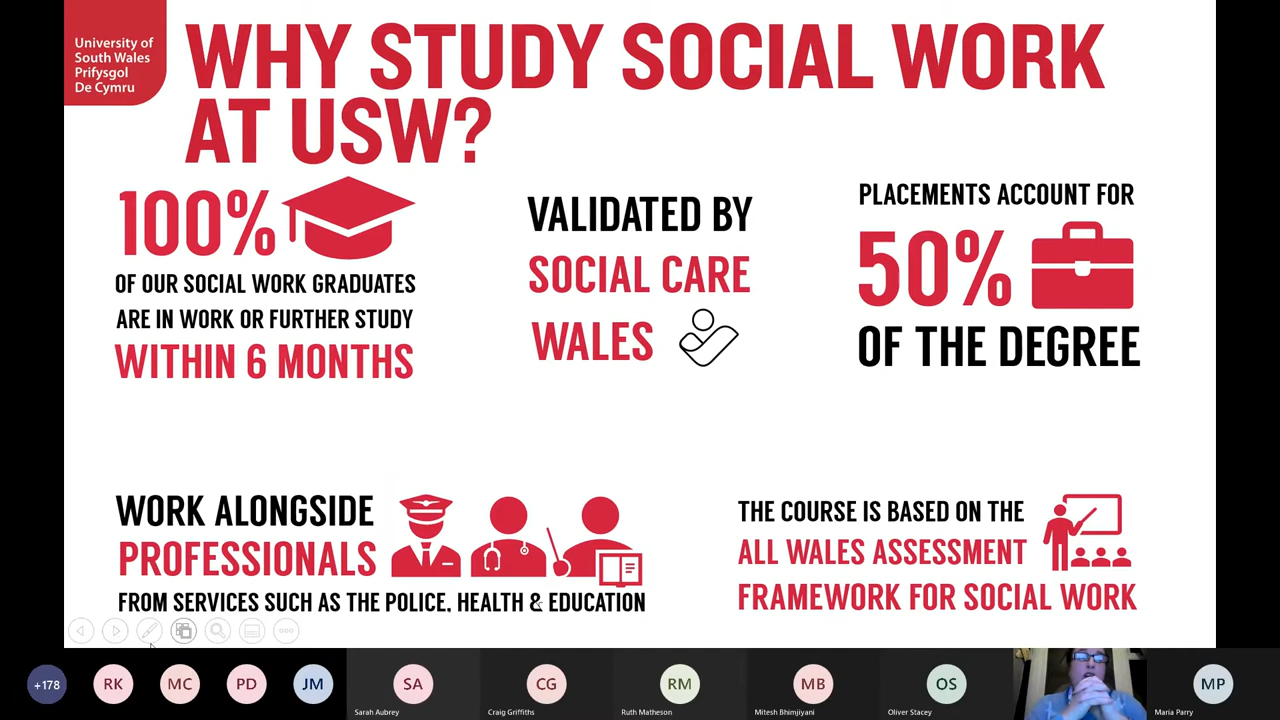 University of
South Wales
Prifysgol
De Cymru
WHY STUDY SOCIAL WORK
AT USW?
100%
OF OUR SOCIAL WORK GRADUATES
ARE IN WORK OR FURTHER STUDY
WITHIN 6 MONTHS
VALIDATED BY
SOCIAL CARE
WALES
PLACEMENTS ACCOUNT FOR
50%
OF THE DEGREE
WORK ALONGSIDE
PROFESSIONALS
FROM SERVICES SUCH AS THE POLICE, HEALTH & EDUCATION
THE COURSE IS BASED ON THE
ALL WALES ASSESSMENT
FRAMEWORK FOR SOCIAL WORK
+178
RK
MC
PD
JM
SA
Sarah Aubrey
CG
Craig Griffiths
RM
Ruth Matheson
MB
Mitesh Bhimjiyani
OS
Oliver Stacey
MP
Maria Parry